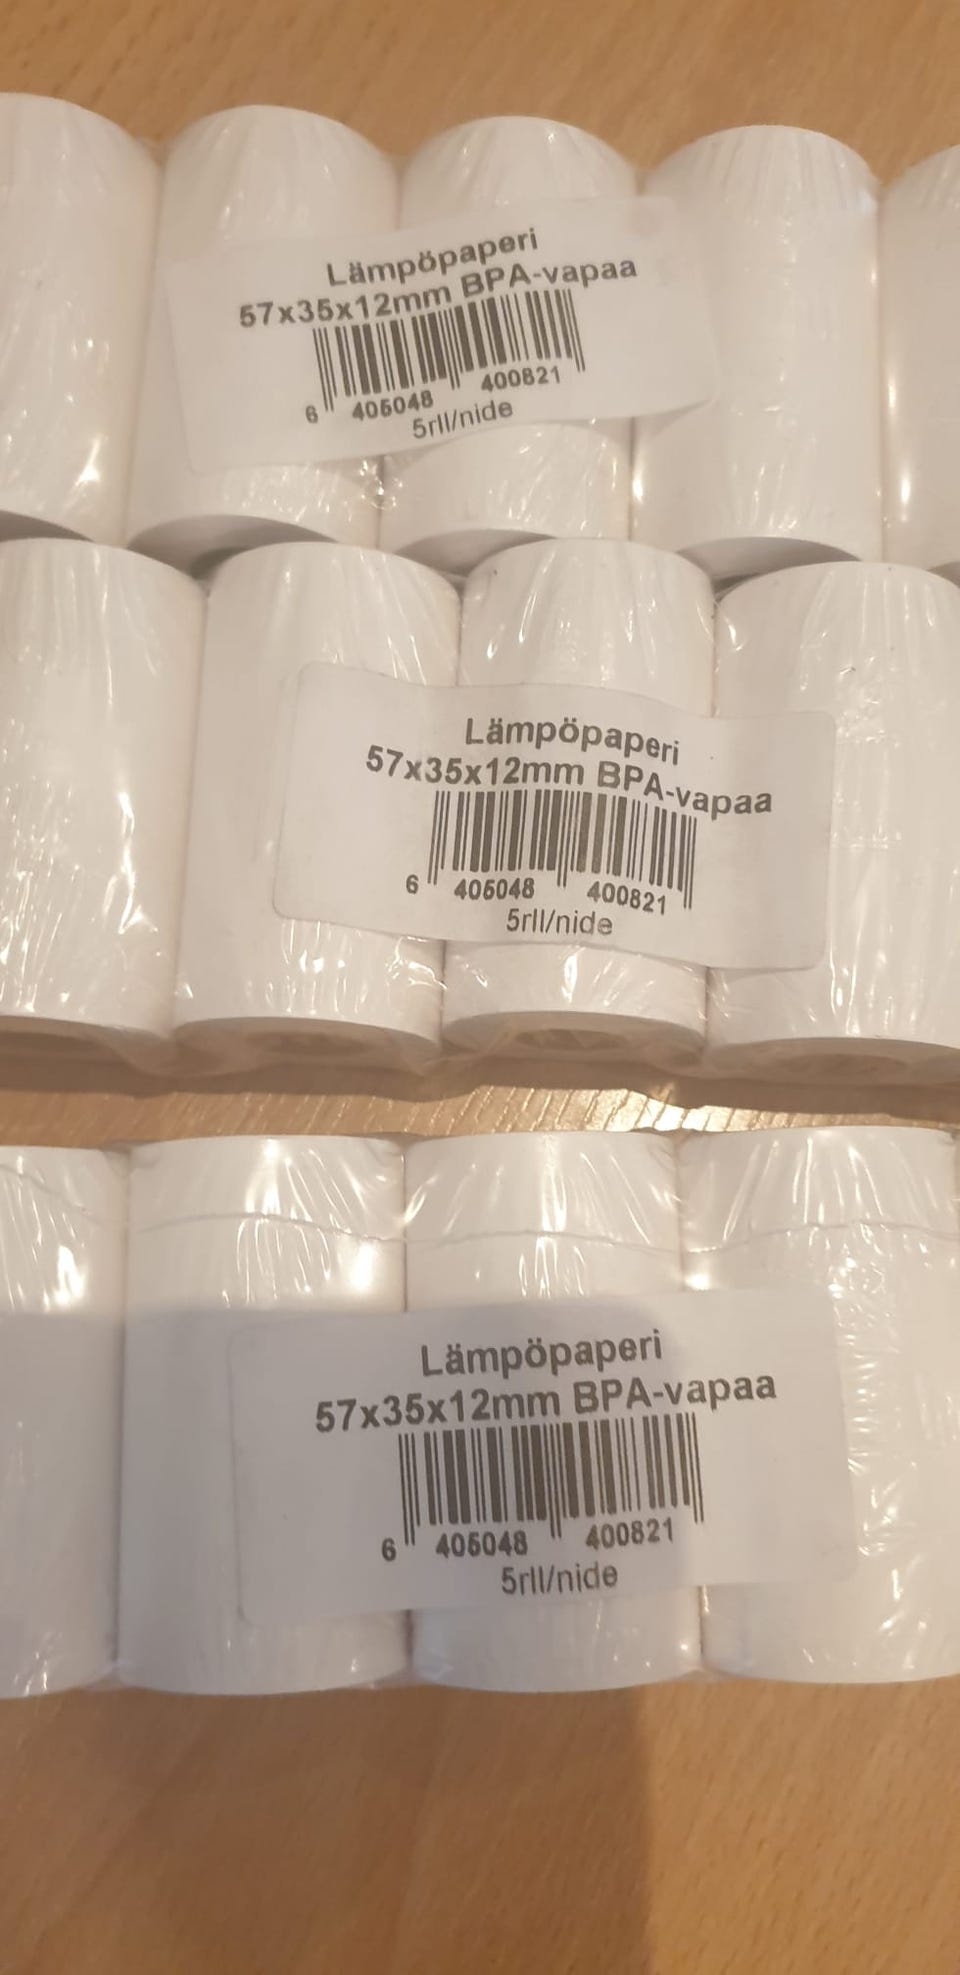 Lämpöpaperi
57x35x12mm BPA-vapaa
6 405048 400821
5rll/nide
Lämpöpaperi
57x35x12mm BPA-vapaa
6 405048 400821
5rll/nide
Lämpöpaperi
57x35x12mm BPA-vapaa
6 405048 400821
5rll/nide